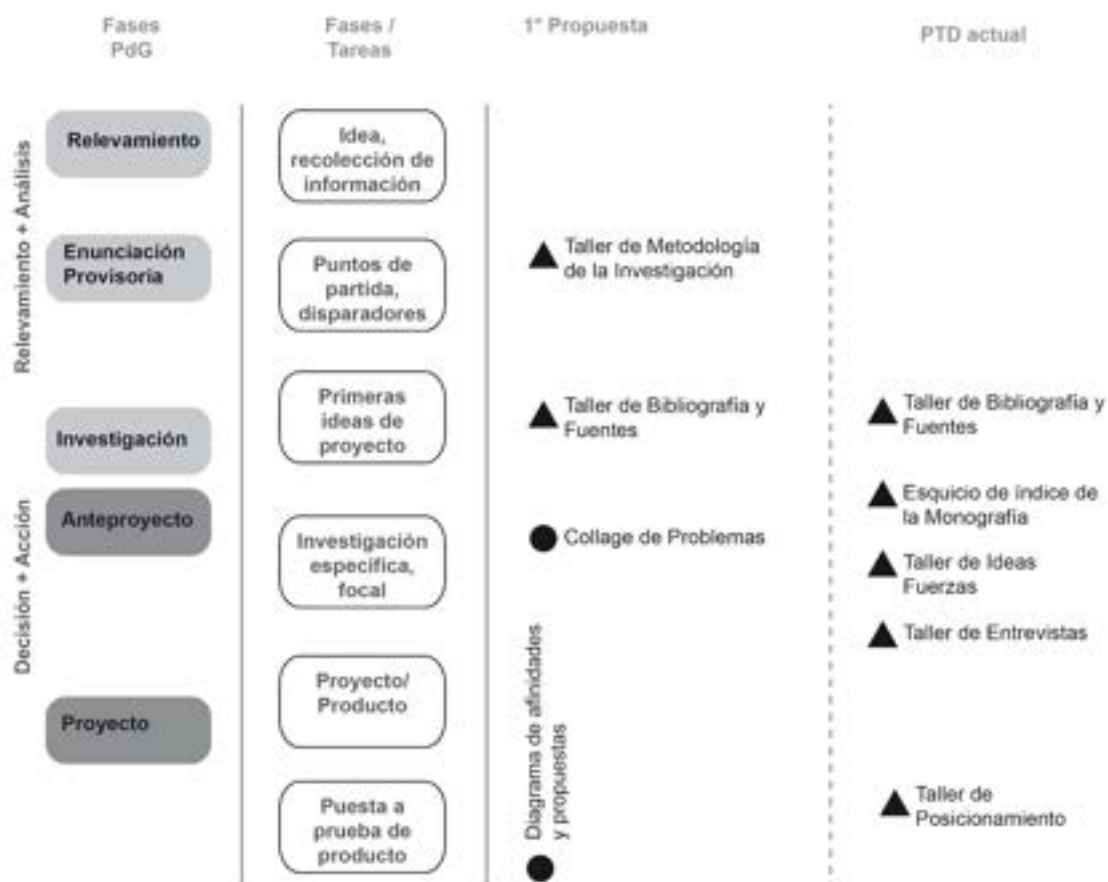 Fases
PdG
Fases /
Tareas
1° Propuesta
PTD actual
Relevamiento + Análisis
Decisión + Acción
Relevamiento
Enunciación
Provisoria
Investigación
Anteproyecto
Proyecto
Idea,
recolección de
información
Puntos de
partida,
disparadores
Primeras
ideas de
proyecto
Investigación
específica,
focal
Proyecto/
Producto
Puesta a
prueba de
producto
Taller de Metodología
de la Investigación
Taller de Bibliografía y
Fuentes
Collage de Problemas
Diagrama de afinidades
y propuestas
Taller de Bibliografía y
Fuentes
Esquicio de índice de
la Monografía
Taller de Ideas
Fuerzas
Taller de Entrevistas
Taller de
Posicionamiento